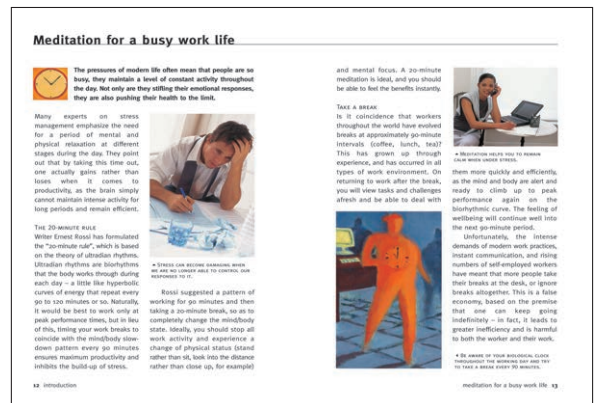 Meditation for a busy work life
The pressures of modern life often mean that people are so
busy, they maintain a level of constant activity throughout
the day. Not only are they stifling their emotional responses,
they are also pushing their health to the limit.
Many experts on stress
management emphasize the need
for a period of mental and
physical relaxation at different
stages during the day. They point
out that by taking this time out,
one actually gains rather than
loses when it comes to
productivity, as the brain simply
cannot maintain intense activity for
long periods and remain efficient.
THE 20-MINUTE RULE
Writer Ernest Rossi has formulated
the "20-minute rule", which is based
on the theory of ultradian rhythms.
Ultradian rhythms are biorhythms
that the body works through during
each day – a little like hyperbolic
curves of energy that repeat every
90 to 120 minutes or so. Naturally,
it would be best to work only at
peak performance times, but in lieu
of this, timing your work breaks to
coincide with the mind/body slow-
down pattern every 90 minutes
ensures maximum productivity and
inhibits the build-up of stress.
STRESS CAN BECOME DAMAGING WHEN
WE ARE NO LONGER ABLE TO CONTROL OUR
RESPONSES TO IT.
Rossi suggested a pattern of
working for 90 minutes and then
taking a 20-minute break, so as to
completely change the mind/body
state. Ideally, you should stop all
work activity and experience a
change of physical status (stand
rather than sit, look into the distance
rather than close up, for example)
12 introduction
and mental focus. A 20-minute
meditation is ideal, and you should
be able to feel the benefits instantly.
TAKE A BREAK
Is it coincidence that workers
throughout the world have evolved
breaks at approximately 90-minute
intervals (coffee, lunch, tea)?
This has grown up through
experience, and has occurred in all
types of work environment. On
returning to work after the break,
you will view tasks and challenges
afresh and be able to deal with
MEDITATION HELPS YOU TO REMAIN
CALM WHEN UNDER STRESS.
them more quickly and efficiently,
as the mind and body are alert and
ready to climb up to peak
performance again on the
biorhythmic curve. The feeling of
wellbeing will continue well into
the next 90-minute period.
Unfortunately, the intense
demands of modern work practices,
instant communication, and rising
numbers of self-employed workers
have meant that more people take
their breaks at the desk, or ignore
breaks altogether. This is a false
economy, based on the premise
that one can keep going
indefinitely – in fact, it leads to
greater inefficiency and is harmful
to both the worker and their work.
BE AWARE OF YOUR BIOLOGICAL CLOCK
THROUGHOUT THE WORKING DAY AND TRY
TO TAKE A BREAK EVERY 90 MINUTES.
meditation for a busy work life 13